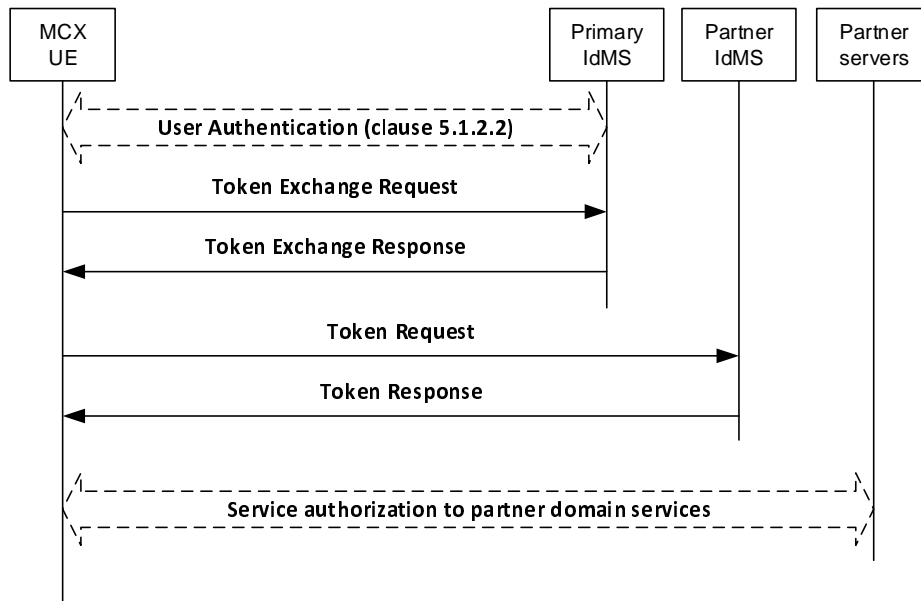 MCX
UE
Primary
IdMS
Partner
IdMS
Partner
servers
User Authentication (clause 5.1.2.2)
Token Exchange Request
Token Exchange Response
Token Request
Token Response
Service authorization to partner domain services